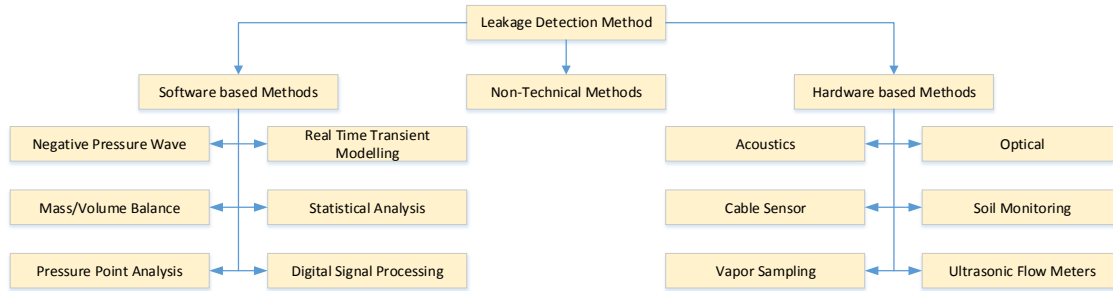 Leakage Detection Method
Software based Methods
Non-Technical Methods
Hardware based Methods
Negative Pressure Wave
Real Time Transient
Modelling
Acoustics
Optical
Mass/Volume Balance
Statistical Analysis
Cable Sensor
Soil Monitoring
Pressure Point Analysis
Digital Signal Processing
Vapor Sampling
Ultrasonic Flow Meters